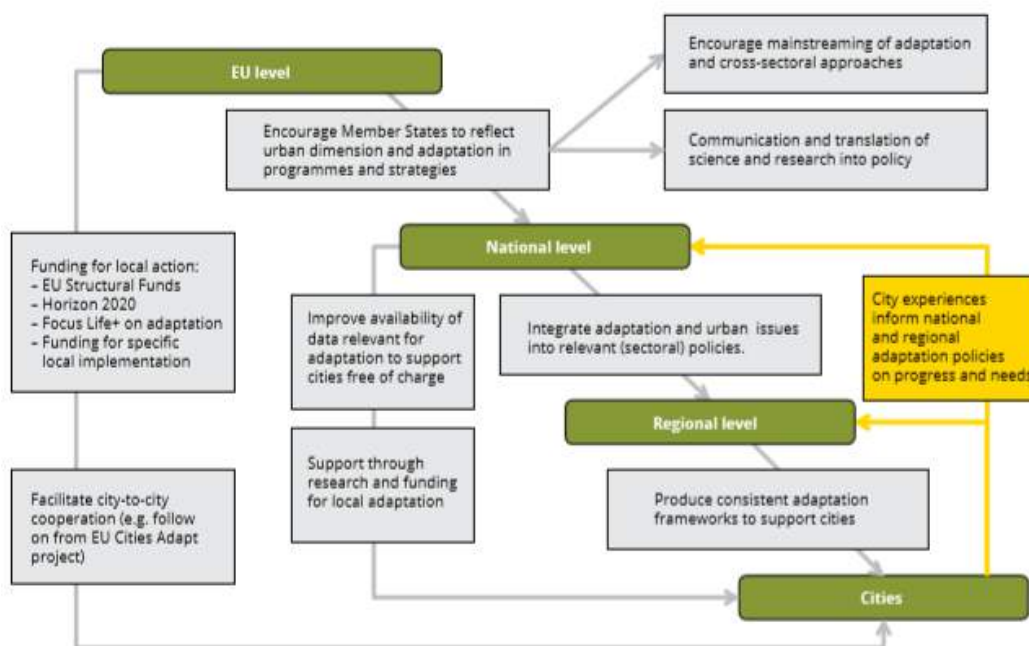 EU level
Encourage mainstreaming of adaptation
and cross-sectoral approaches
Encourage Member States to reflect
urban dimension and adaptation in
programmes and strategies
Communication and translation of
science and research into policy
National level
Funding for local action:
– EU Structural Funds
– Horizon 2020
– Focus Life+ on adaptation
– Funding for specific
local implementation
Improve availability of
data relevant for
adaptation to support
cities free of charge
Integrate adaptation and urban issues
into relevant (sectoral) policies.
City experiences
inform national
and regional
adaptation policies
on progress and needs
Regional level
Support through
research and funding
for local adaptation
Facilitate city-to-city
cooperation (e.g. follow
on from EU Cities Adapt
project)
Produce consistent adaptation
frameworks to support cities
Cities